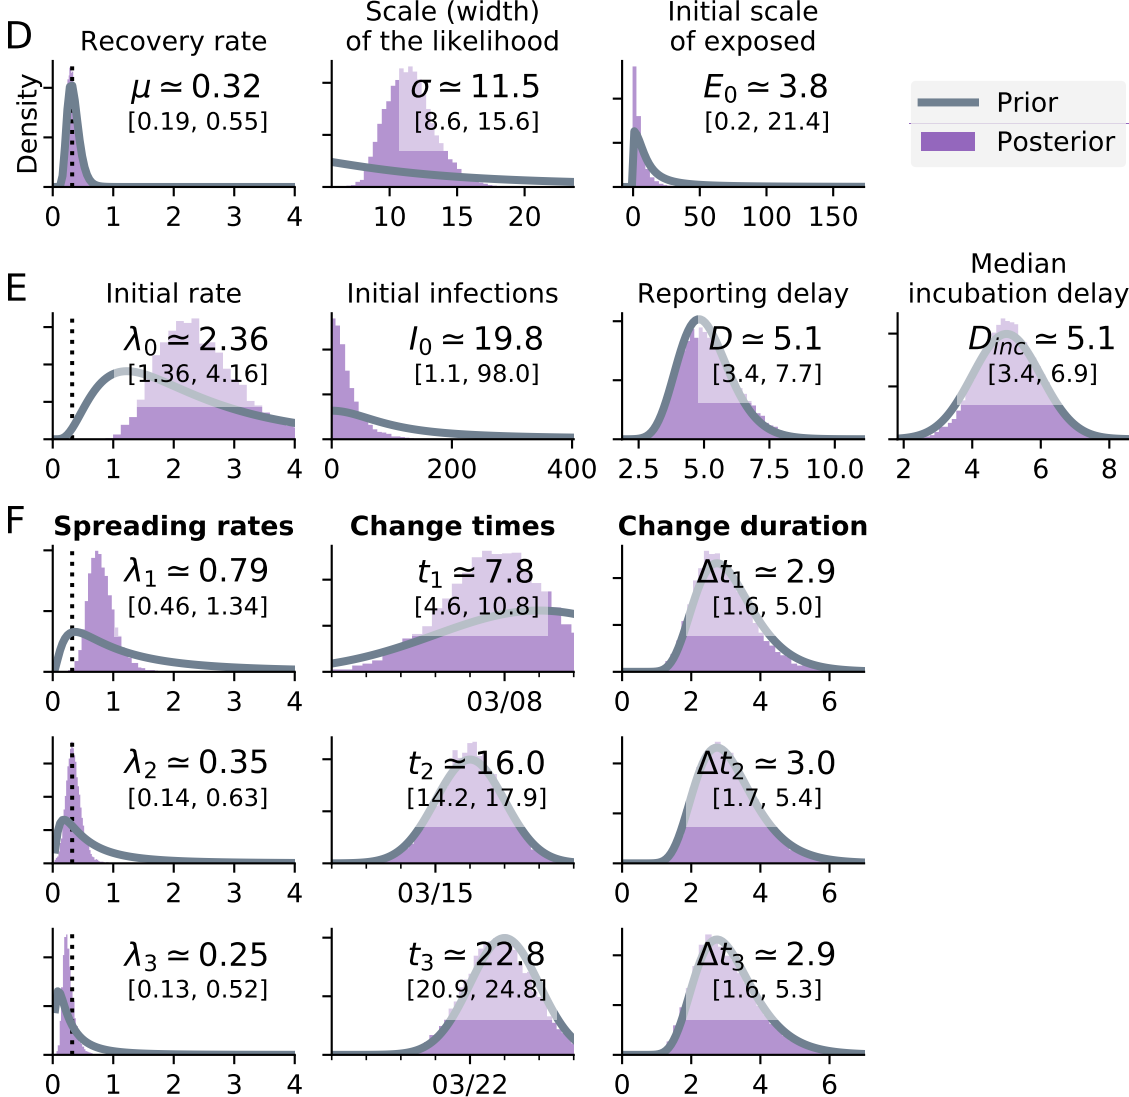 D
Recovery rate
Scale (width)
of the likelihood
Initial scale
of exposed
Density
μ ≃ 0.32
[0.19, 0.55]
σ ≃ 11.5
[8.6, 15.6]
E₀ ≃ 3.8
[0.2, 21.4]
Prior
Posterior
0 1 2 3 4
10 15 20
0 50 100 150
E
Initial rate
Initial infections
Reporting delay
Median
incubation delay
λ₀ ≃ 2.36
[1.36, 4.16]
I₀ ≃ 19.8
[1.1, 98.0]
D ≃ 5.1
[3.4, 7.7]
D_inc ≃ 5.1
[3.4, 6.9]
0 1 2 3 4
0 200 400
2.5 5.0 7.5 10.0
2 4 6 8
F
Spreading rates
Change times
Change duration
λ₁ ≃ 0.79
[0.46, 1.34]
t₁ ≃ 7.8
[4.6, 10.8]
Δt₁ ≃ 2.9
[1.6, 5.0]
0 1 2 3 4
03/08
0 2 4 6
λ₂ ≃ 0.35
[0.14, 0.63]
t₂ ≃ 16.0
[14.2, 17.9]
Δt₂ ≃ 3.0
[1.7, 5.4]
0 1 2 3 4
03/15
0 2 4 6
λ₃ ≃ 0.25
[0.13, 0.52]
t₃ ≃ 22.8
[20.9, 24.8]
Δt₃ ≃ 2.9
[1.6, 5.3]
0 1 2 3 4
03/22
0 2 4 6